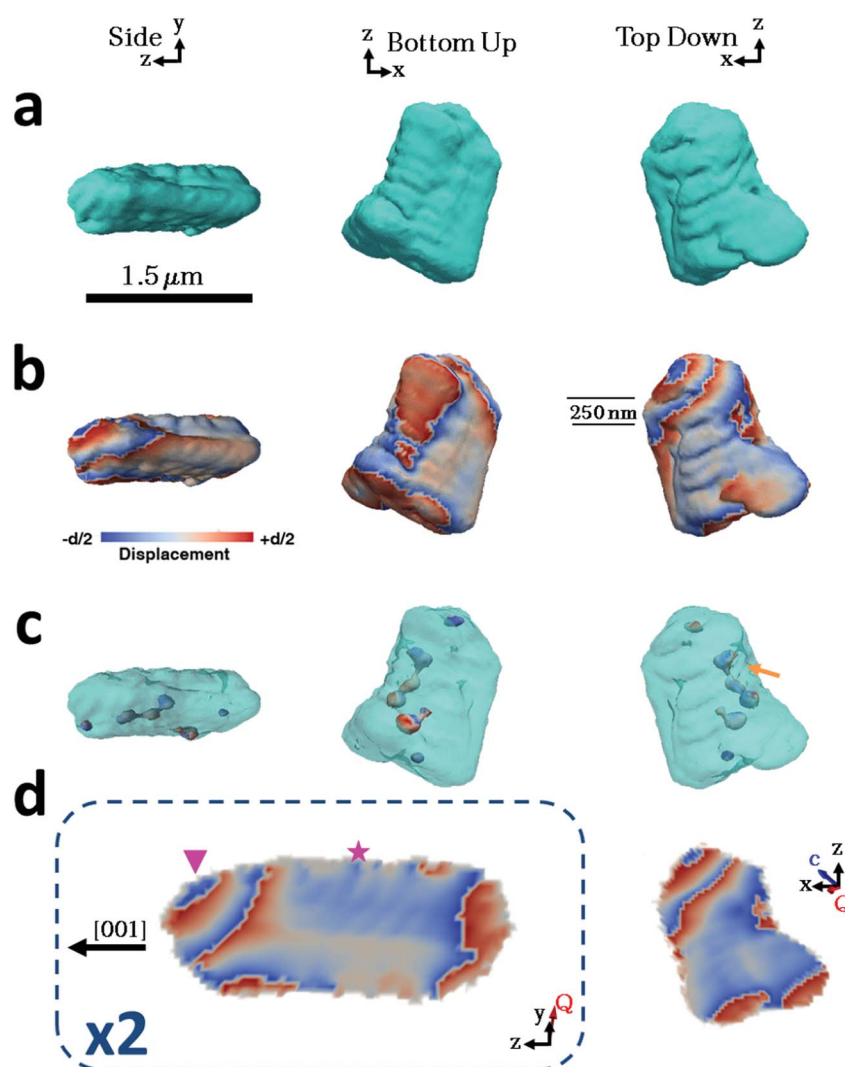 Side
y
z
Bottom Up
z
x
Top Down
z
x
a
1.5 μm
b
250 nm
-d/2
+d/2
Displacement
c
d
[001]
x2
y
Q
z
c
z
x
Q